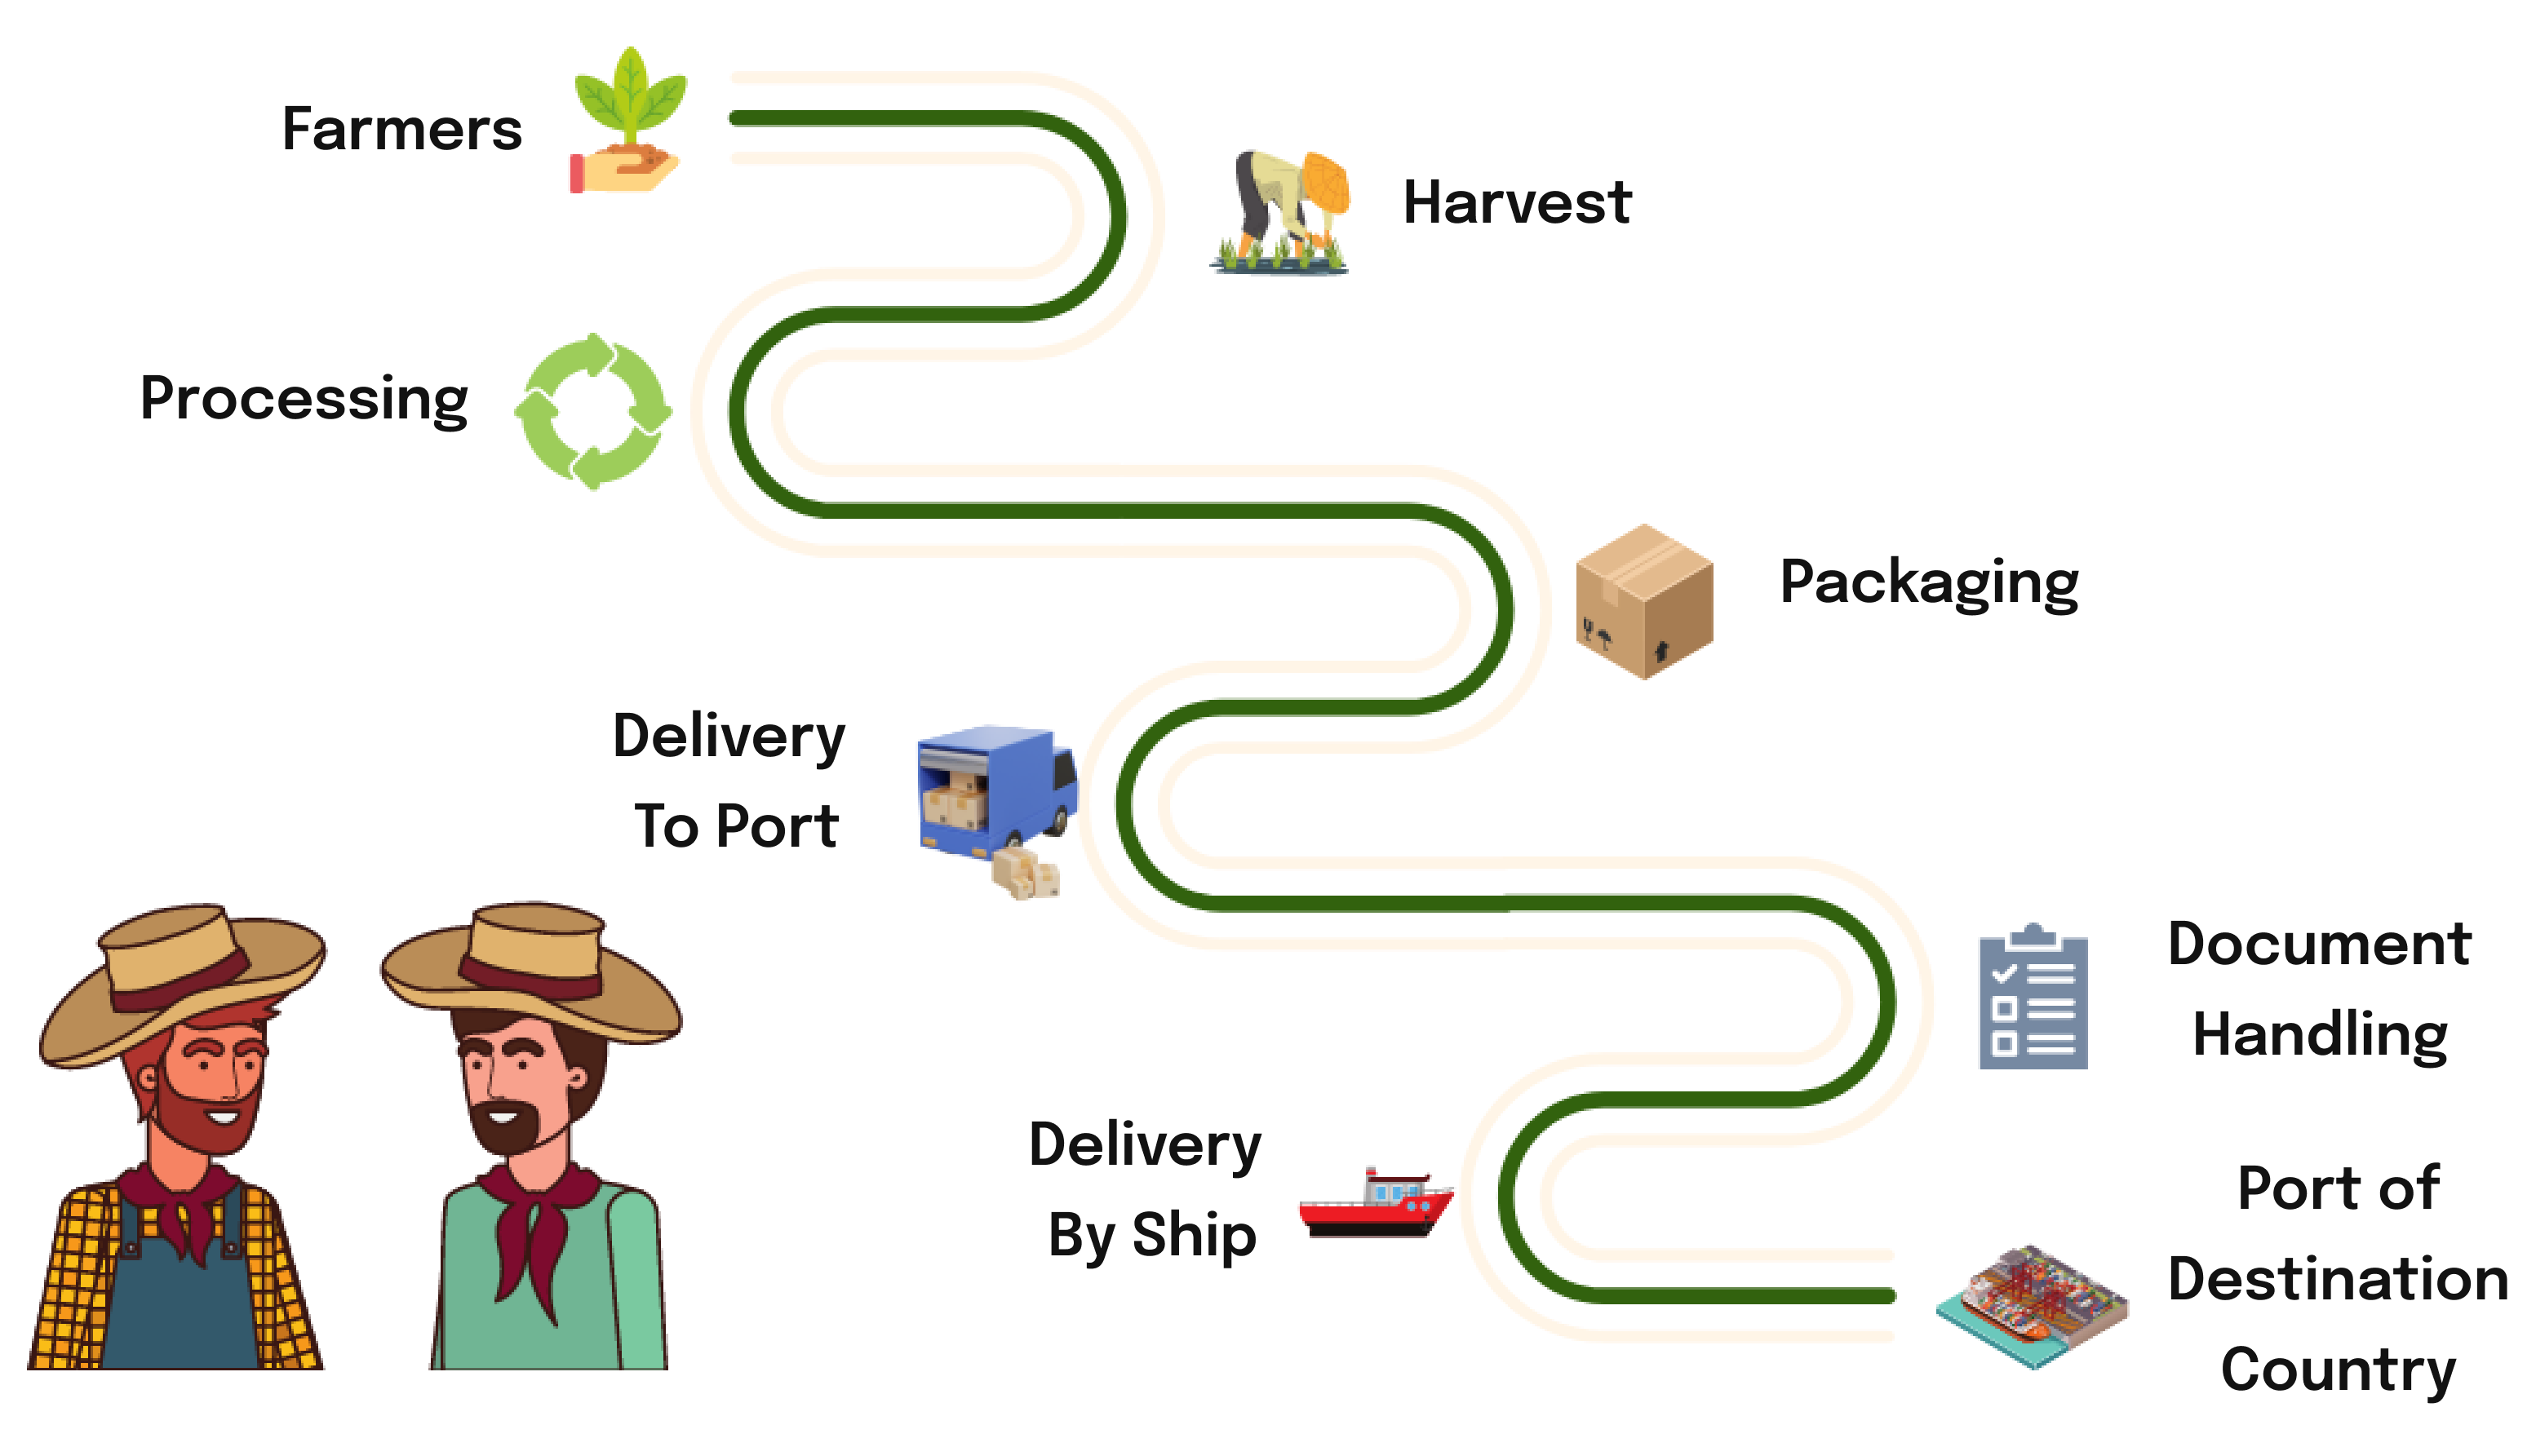 Farmers
Harvest
Processing
Packaging
Delivery
To Port
Document
Handling
Delivery
By Ship
Port of
Destination
Country